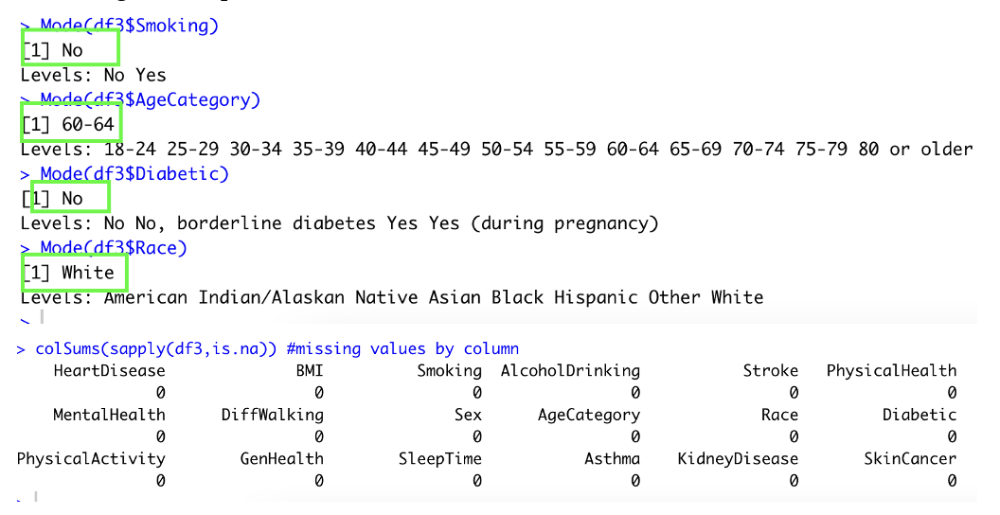 > Mode(df3$Smoking)
[1] No
Levels: No Yes
> Mode(df3$AgeCategory)
[1] 60-64
Levels: 18-24 25-29 30-34 35-39 40-44 45-49 50-54 55-59 60-64 65-69 70-74 75-79 80 or older
> Mode(df3$Diabetic)
[1] No
Levels: No No, borderline diabetes Yes Yes (during pregnancy)
> Mode(df3$Race)
[1] White
Levels: American Indian/Alaskan Native Asian Black Hispanic Other White
>
> colSums(sapply(df3,is.na)) #missing values by column
HeartDisease BMI Smoking AlcoholDrinking Stroke PhysicalHealth
0 0 0 0 0 0
MentalHealth DiffWalking Sex AgeCategory Race Diabetic
0 0 0 0 0 0
PhysicalActivity GenHealth SleepTime Asthma KidneyDisease SkinCancer
0 0 0 0 0 0